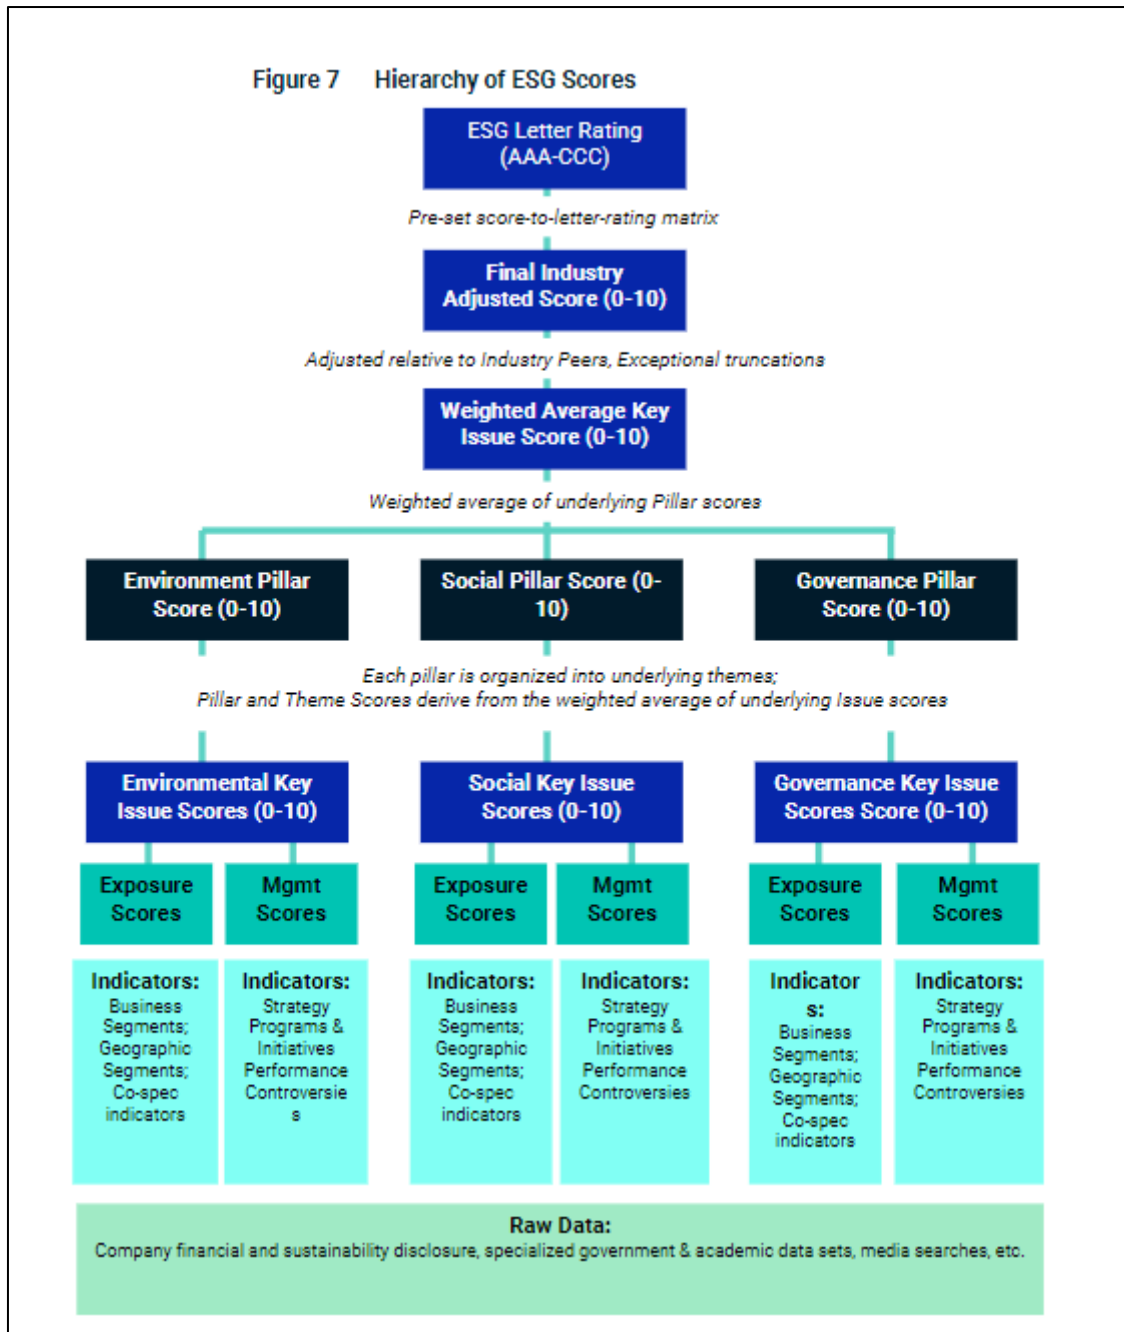 Figure 7 Hierarchy of ESG Scores
ESG Letter Rating
(AAA-CCC)
Pre-set score-to-letter-rating matrix
Final Industry
Adjusted Score (0-10)
Adjusted relative to Industry Peers, Exceptional truncations
Weighted Average Key
Issue Score (0-10)
Weighted average of underlying Pillar scores
Environment Pillar
Score (0-10)
Social Pillar Score (0-
10)
Governance Pillar
Score (0-10)
Each pillar is organized into underlying themes;
Pillar and Theme Scores derive from the weighted average of underlying Issue scores
Environmental Key
Issue Scores (0-10)
Social Key Issue
Scores (0-10)
Governance Key Issue
Scores Score (0-10)
Exposure
Scores
Mgmt
Scores
Exposure
Scores
Mgmt
Scores
Exposure
Scores
Mgmt
Scores
Indicators:
Business
Segments;
Geographic
Segments;
Co-spec
indicators
Indicators:
Strategy
Programs &
Initiatives
Performance
Controversie
s
Indicators:
Business
Segments;
Geographic
Segments;
Co-spec
indicators
Indicators:
Strategy
Programs &
Initiatives
Performance
Controversies
Indicator
s:
Business
Segments;
Geographic
Segments;
Co-spec
indicators
Indicators:
Strategy
Programs &
Initiatives
Performance
Controversies
Raw Data:
Company financial and sustainability disclosure, specialized government & academic data sets, media searches, etc.